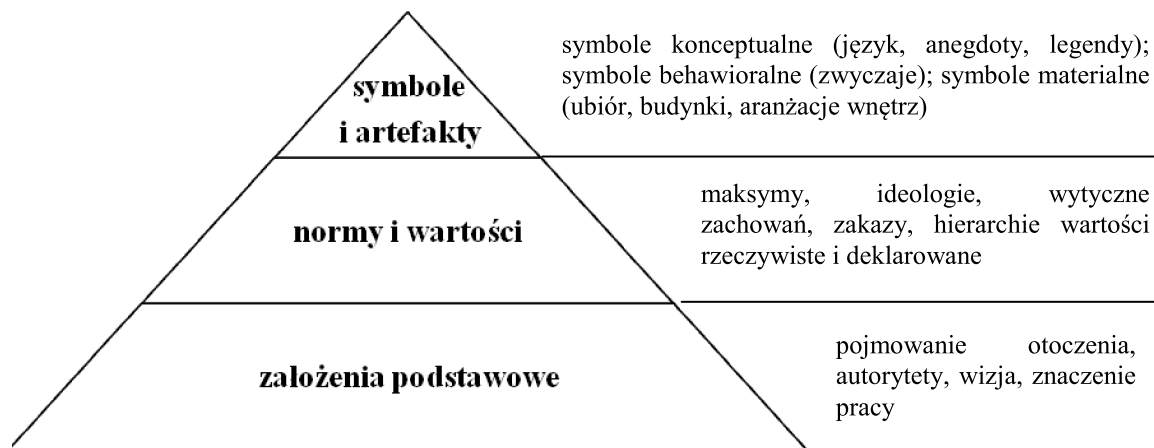 symbole
i artefakty
symbole konceptualne (język, anegdoty, legendy);
symbole behawioralne (zwyczaje); symbole materialne
(ubiór, budynki, aranżacje wnętrz)
normy i wartości
maksymy, ideologie, wytyczne
zachowań, zakazy, hierarchie wartości
rzeczywiste i deklarowane
założenia podstawowe
pojmowanie otoczenia,
autorytety, wizja, znaczenie
pracy